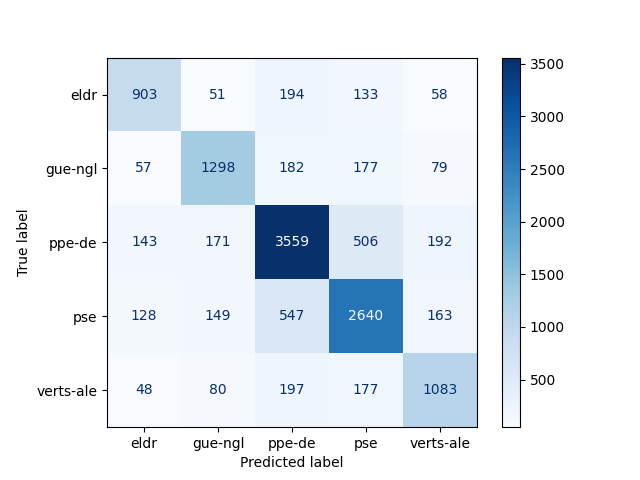 eldr 903 51 194 133 58
gue-ngl 57 1298 182 177 79
ppe-de 143 171 3559 506 192
pse 128 149 547 2640 163
verts-ale 48 80 197 177 1083
eldr gue-ngl ppe-de pse verts-ale
Predicted label
True label
3500
3000
2500
2000
1500
1000
500